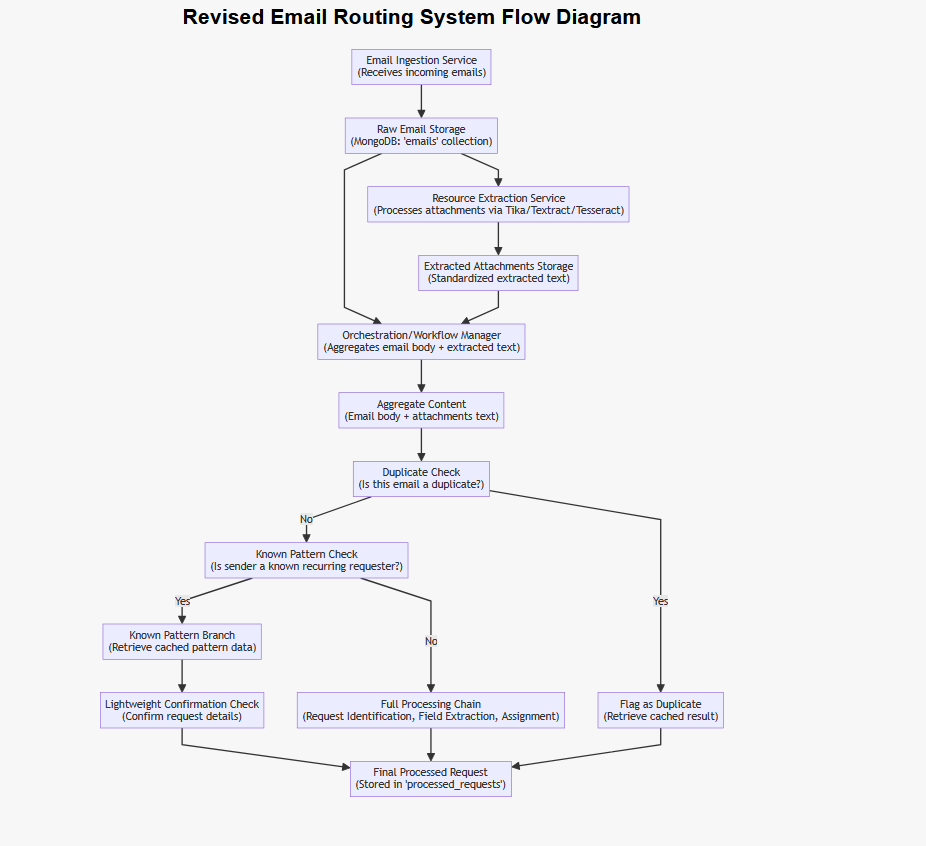 Revised Email Routing System Flow Diagram
Email Ingestion Service
(Receives incoming emails)
Raw Email Storage
(MongoDB: 'emails' collection)
Resource Extraction Service
(Processes attachments via Tika/Textract/Tesseract)
Extracted Attachments Storage
(Standardized extracted text)
Orchestration/Workflow Manager
(Aggregates email body + extracted text)
Aggregate Content
(Email body + attachments text)
Duplicate Check
(Is this email a duplicate?)
No
Known Pattern Check
(Is sender a known recurring requester?)
Yes
Yes
Known Pattern Branch
(Retrieve cached pattern data)
No
Lightweight Confirmation Check
(Confirm request details)
Full Processing Chain
(Request Identification, Field Extraction, Assignment)
Flag as Duplicate
(Retrieve cached result)
Final Processed Request
(Stored in 'processed_requests')